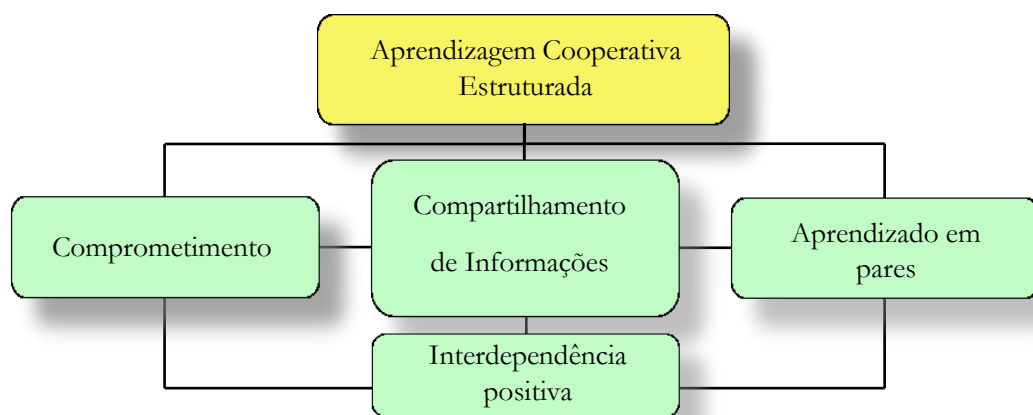 Aprendizagem Cooperativa
Estruturada
Comprometimento
Compartilhamento
de Informações
Aprendizado em
pares
Interdependência
positiva